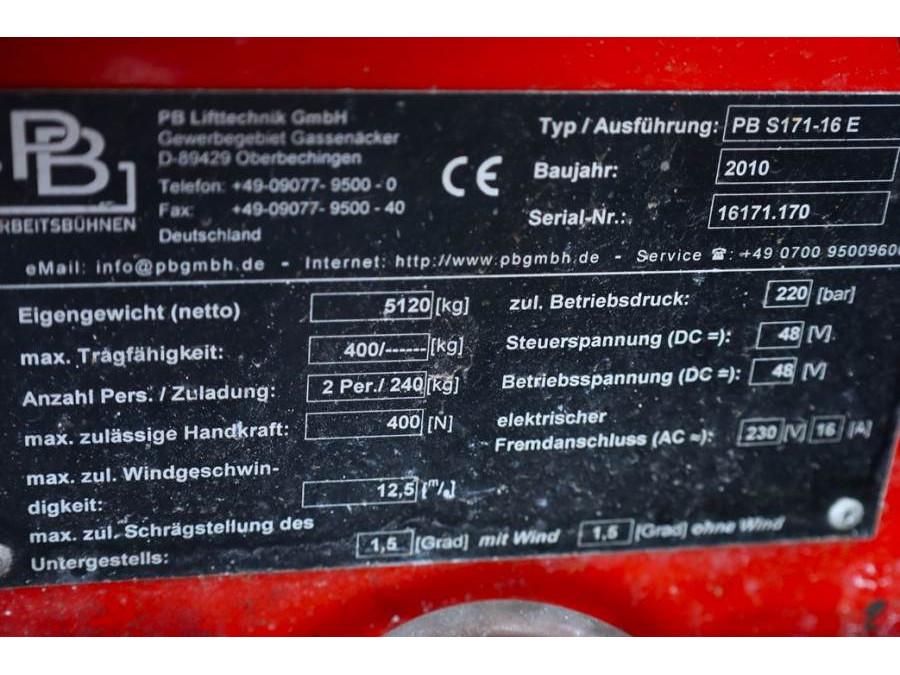 PB
ARBEITSBÜHNEN
PB Lifttechnik GmbH
Gewerbegebiet Gassenäcker
D-89429 Oberbechingen
Telefon: +49-09077- 9500 - 0
Fax: +49-09077- 9500 - 40
Deutschland
CE
Typ / Ausführung: PB S171-16 E
Baujahr: 2010
Serial-Nr.: 16171.170
eMail: info@pbgmbh.de - Internet: http://www.pbgmbh.de - Service ☎: +49 0700 9500960
Eigengewicht (netto) 5120 [kg]
max. Tragfähigkeit: 400/------ [kg]
Anzahl Pers. / Zuladung: 2 Per./ 240 [kg]
max. zulässige Handkraft: 400 [N]
max. zul. Windgeschwin-
digkeit: 12,5 [m/s]
max. zul. Schrägstellung des
Untergestells: 1,5 [Grad] mit Wind 1.5 [Grad] ohne Wind
zul. Betriebsdruck: 220 [bar]
Steuerspannung (DC =): 48 [V]
Betriebsspannung (DC =): 48 [V]
elektrischer
Fremdanschluss (AC ≈): 230 [V] 16 [A]